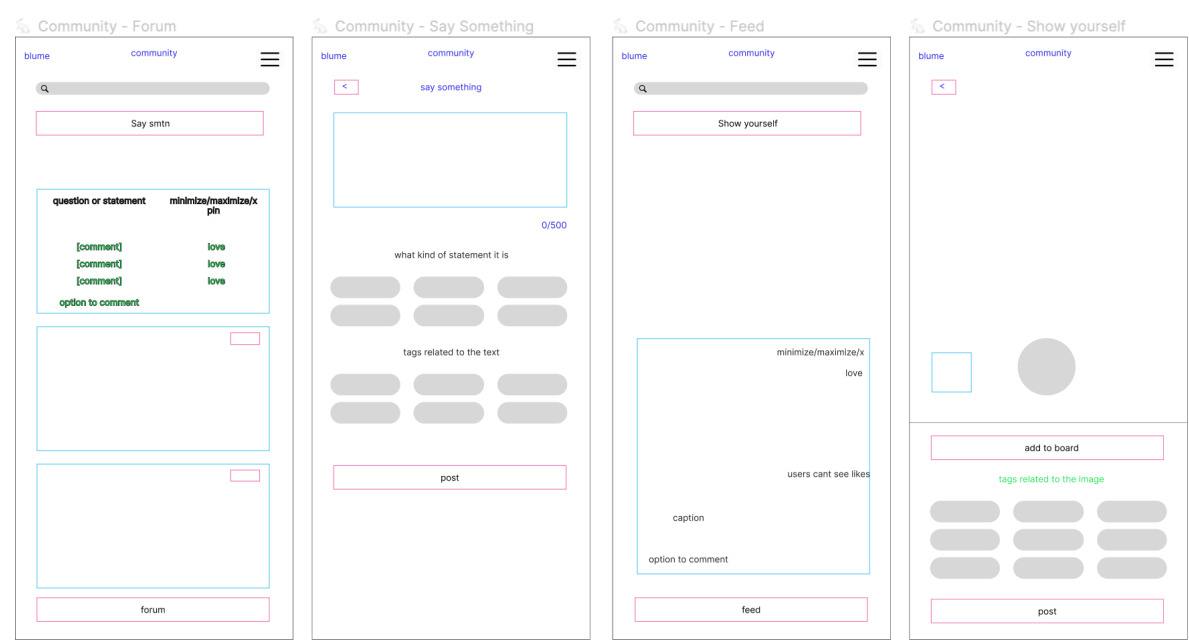 Community - Forum
blume
community
Say smtn
question or statement
minimize/maximize/x
pin
[comment]
love
[comment]
love
[comment]
love
option to comment
forum
Community - Say Something
blume
community
<
say something
0/500
what kind of statement it is
tags related to the text
post
Community - Feed
blume
community
Show yourself
minimize/maximize/x
love
users cant see likes
caption
option to comment
feed
Community - Show yourself
blume
community
<
add to board
tags related to the image
post